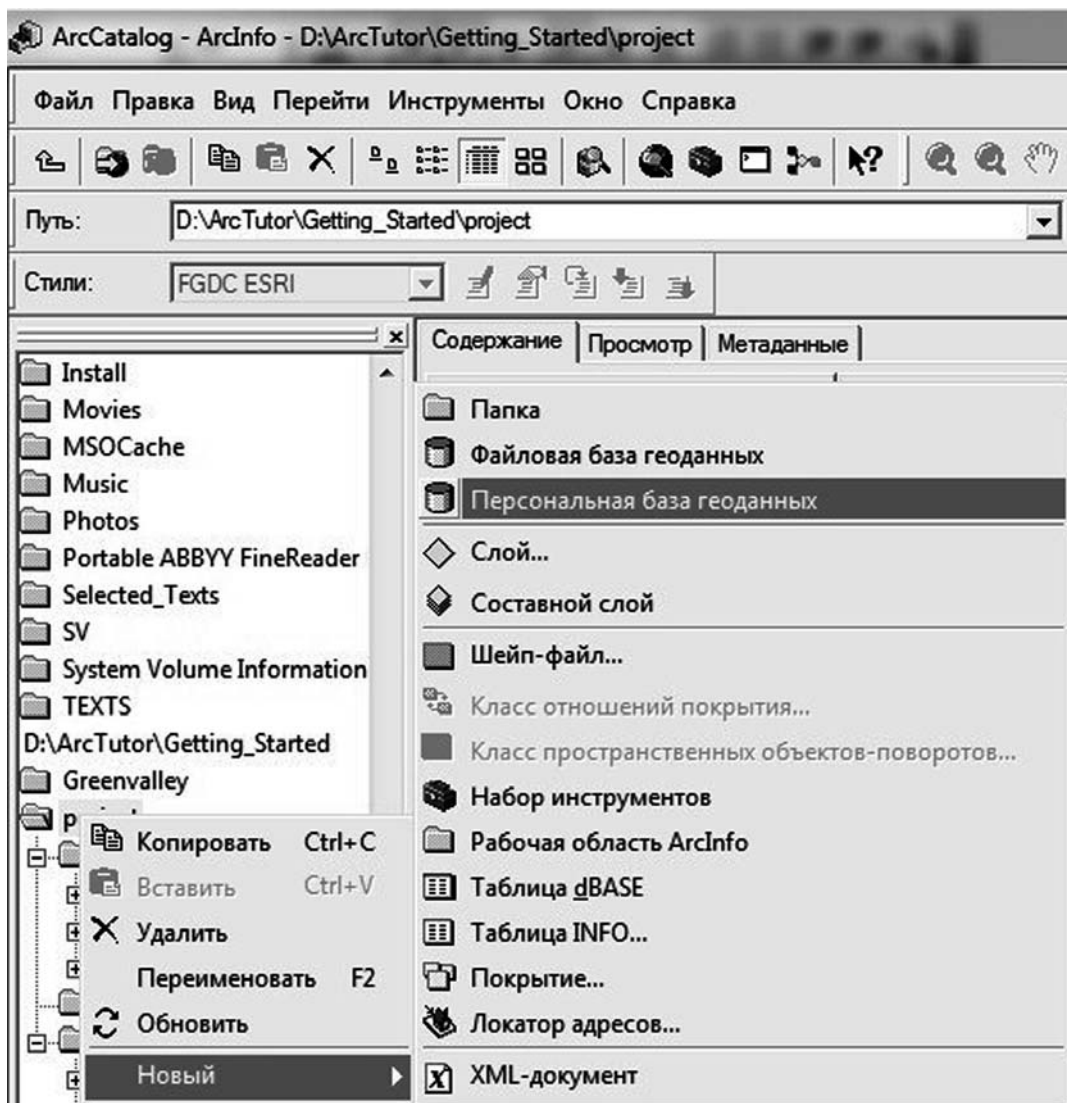 ArcCatalog - ArcInfo - D:\ArcTutor\Getting_Started\project
Файл Правка Вид Перейти Инструменты Окно Справка
Путь: D:\ArcTutor\Getting_Started\project
Стили: FGDC ESRI
Install
Movies
MSOCache
Music
Photos
Portable ABBYY FineReader
Selected_Texts
SV
System Volume Information
TEXTS
D:\ArcTutor\Getting_Started
Greenvalley
Копировать Ctrl+C
Вставить Ctrl+V
Удалить
Переименовать F2
Обновить
Новый
Содержание Просмотр Метаданные
Папка
Файловая база геоданных
Персональная база геоданных
Слой...
Составной слой
Шейп-файл...
Класс отношений покрытия...
Класс пространственных объектов-поворотов...
Набор инструментов
Рабочая область ArcInfo
Таблица dBASE
Таблица INFO...
Покрытие...
Локатор адресов...
XML-документ